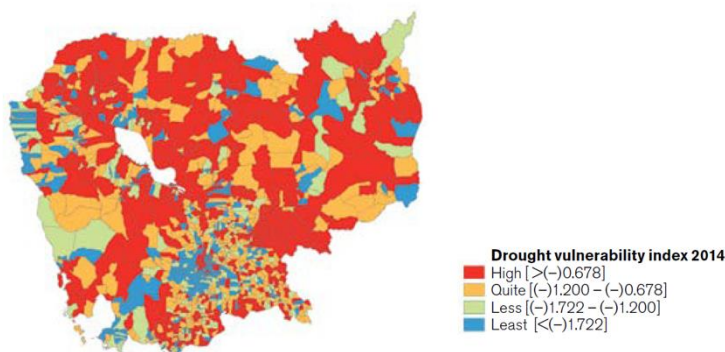 Drought vulnerability index 2014
High [>(–)0.678]
Quite [(–)1.200 – (–)0.678]
Less [(–)1.722 – (–)1.200]
Least [<(–)1.722]